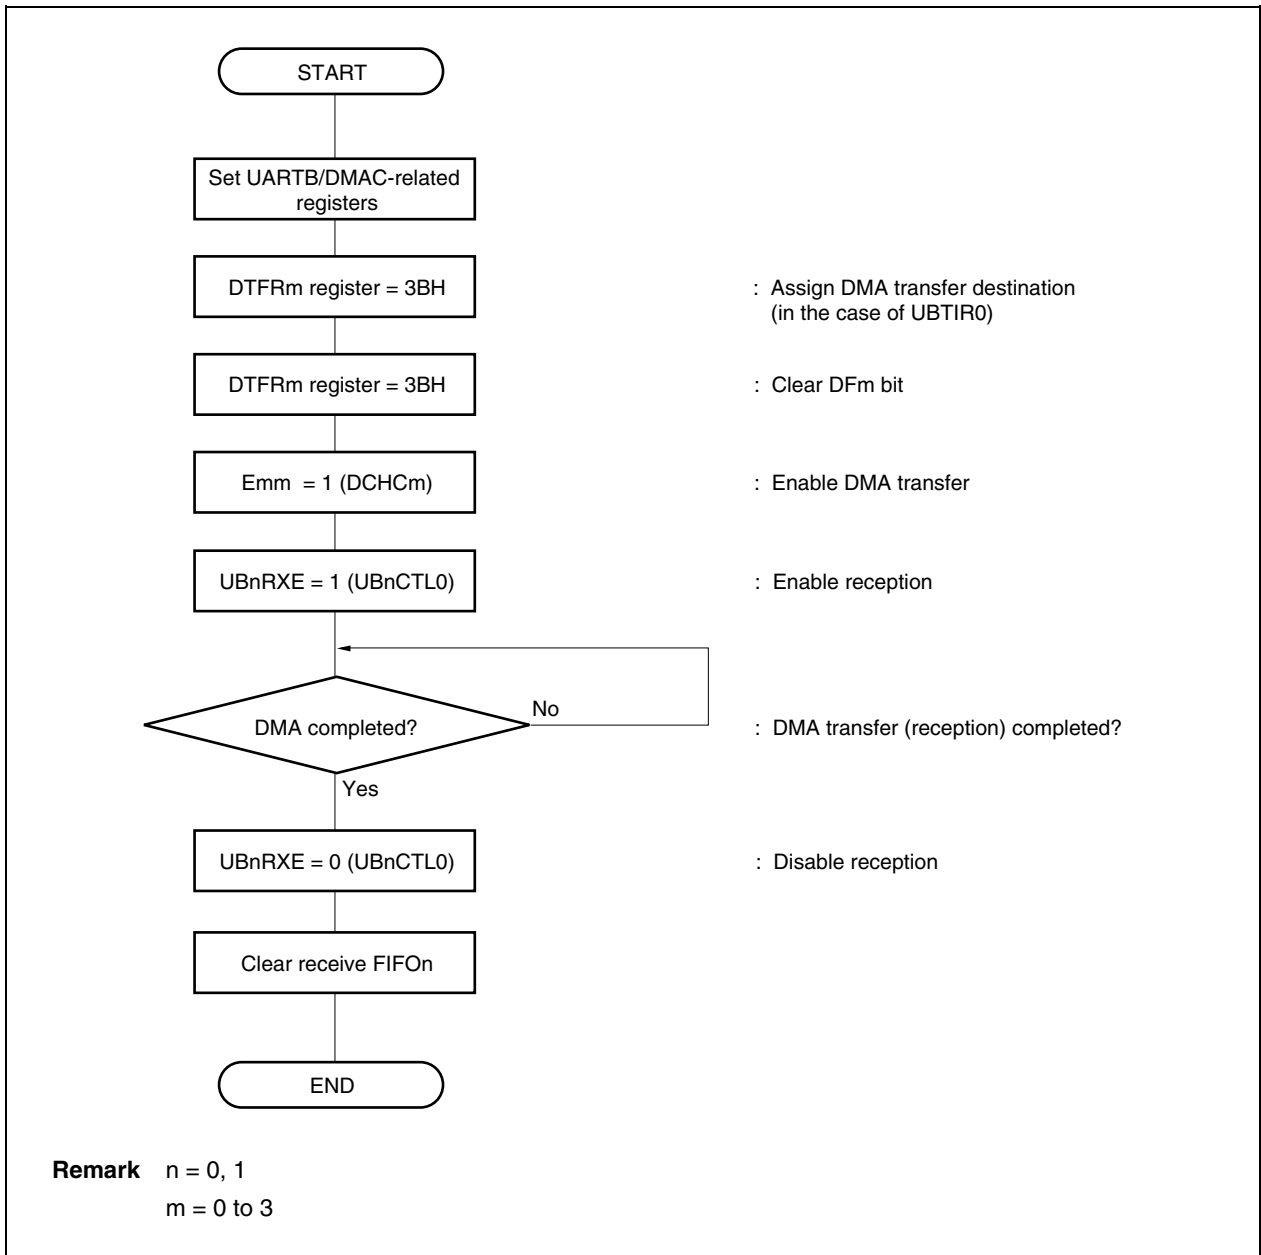 START
Set UARTB/DMAC-related
registers
DTFRm register = 3BH
: Assign DMA transfer destination
(in the case of UBTIR0)
DTFRm register = 3BH
: Clear DFm bit
Emm = 1 (DCHCm)
: Enable DMA transfer
UBnRXE = 1 (UBnCTL0)
: Enable reception
DMA completed?
No
: DMA transfer (reception) completed?
Yes
UBnRXE = 0 (UBnCTL0)
: Disable reception
Clear receive FIFOn
END
Remark n = 0, 1
m = 0 to 3